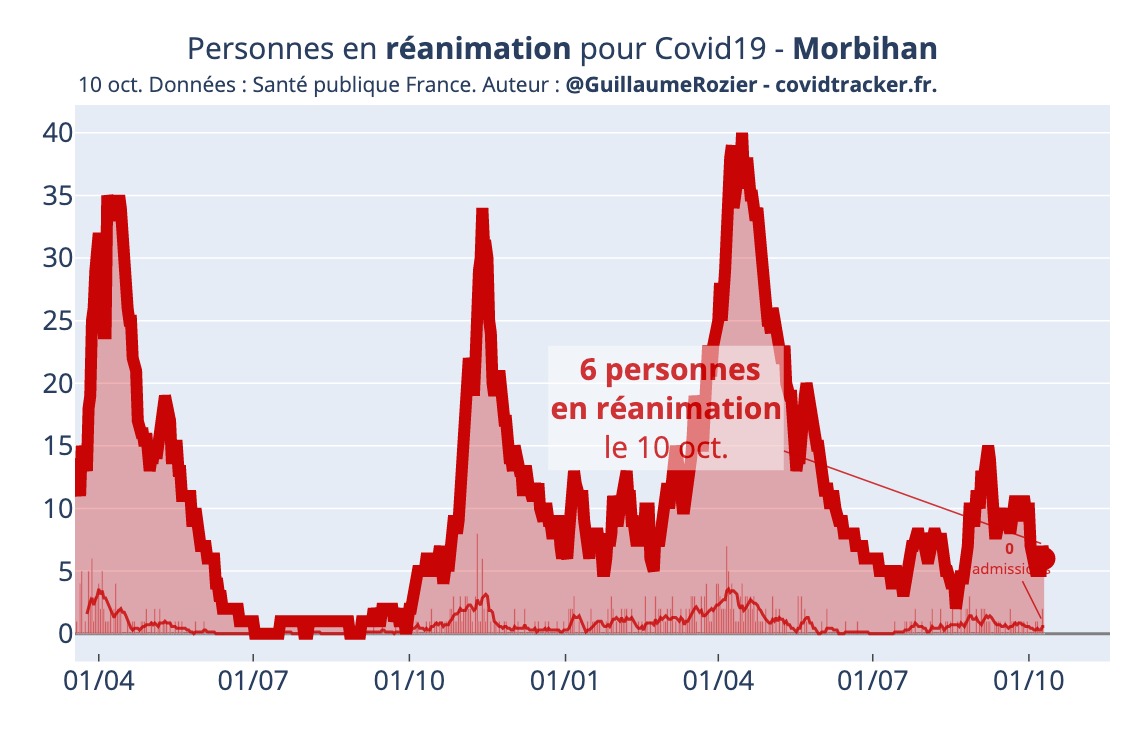 Personnes en réanimation pour Covid19 - Morbihan
10 oct. Données : Santé publique France. Auteur : @GuillaumeRozier - covidtracker.fr.
40
35
30
25
20
15
10
5
0
6 personnes
en réanimation
le 10 oct.
0
admissions
01/04
01/07
01/10
01/01
01/04
01/07
01/10